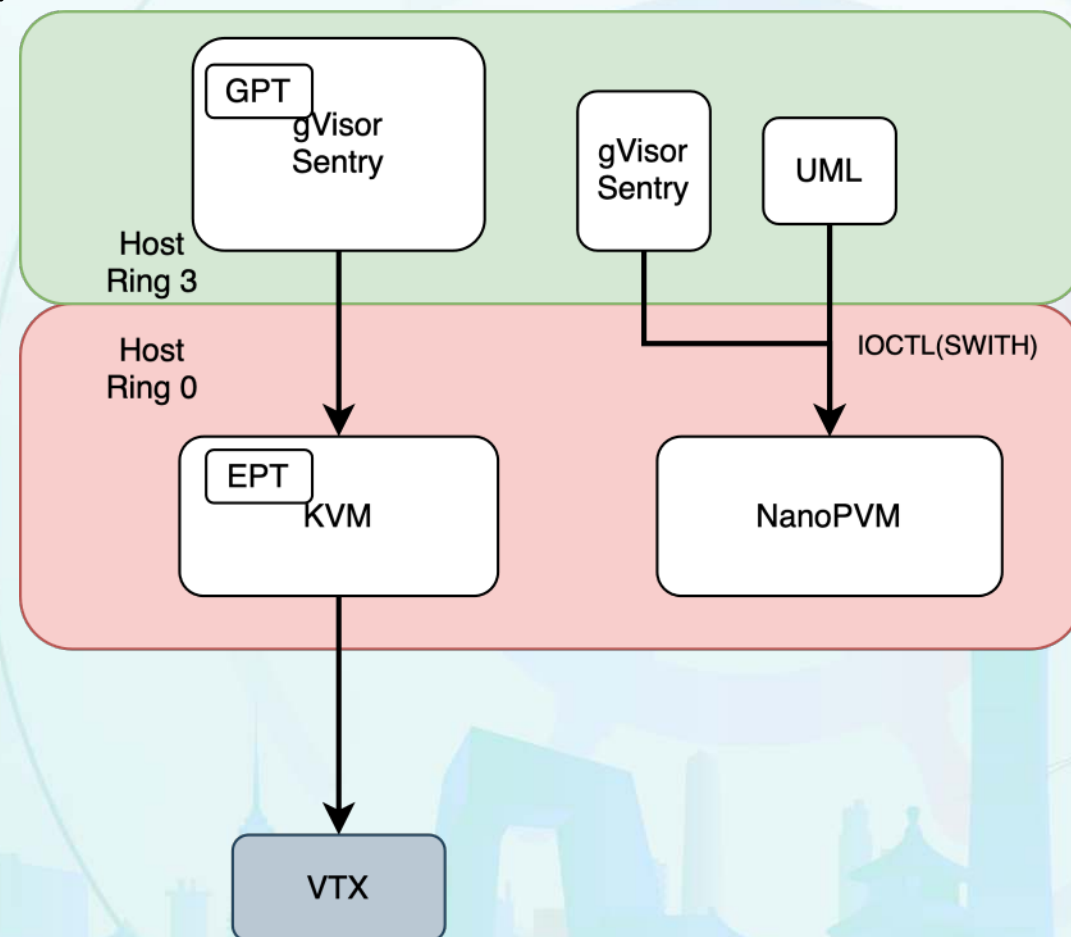 GPT
gVisor
Sentry
gVisor
Sentry
UML
Host
Ring 3
Host
Ring 0
IOCTL(SWITH)
EPT
KVM
NanoPVM
VTX